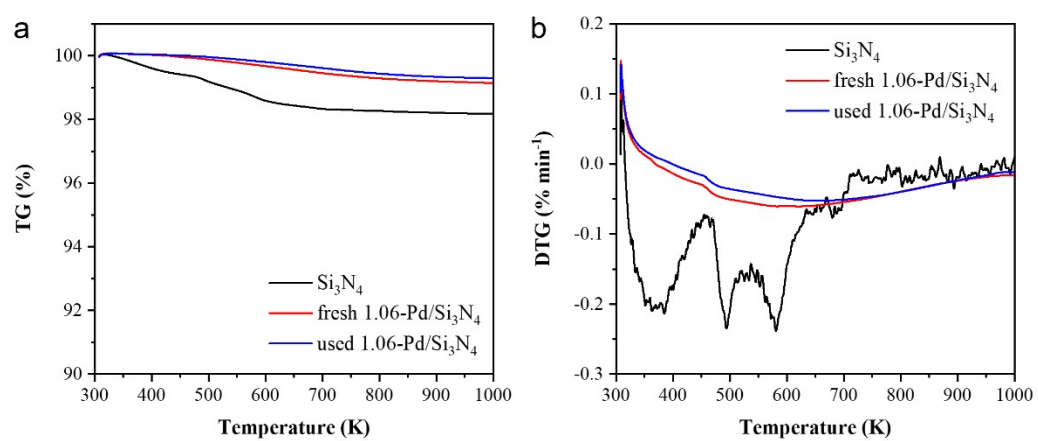 a
TG (%)
100
98
96
94
92
90
Si₃N₄
fresh 1.06-Pd/Si₃N₄
used 1.06-Pd/Si₃N₄
300 400 500 600 700 800 900 1000
Temperature (K)
b
DTG (% min⁻¹)
0.2
0.1
0.0
-0.1
-0.2
-0.3
Si₃N₄
fresh 1.06-Pd/Si₃N₄
used 1.06-Pd/Si₃N₄
300 400 500 600 700 800 900 1000
Temperature (K)